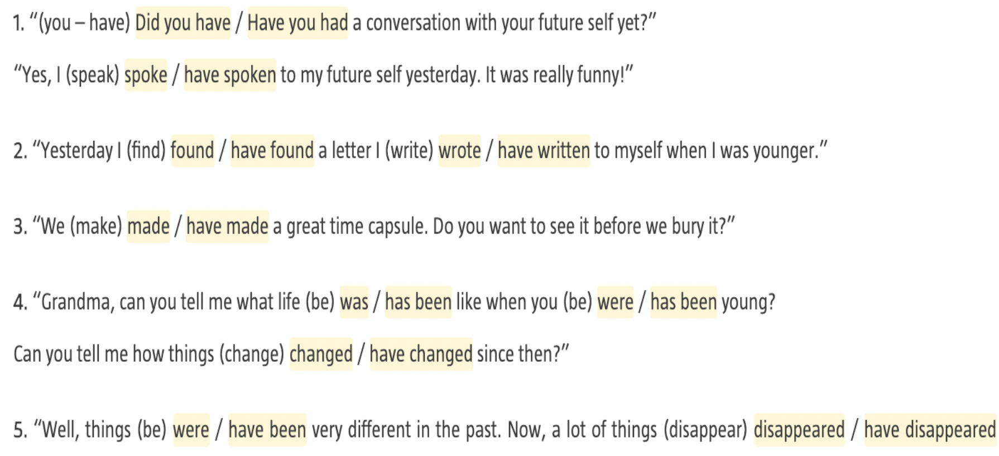 1. “(you – have) Did you have / Have you had a conversation with your future self yet?”
“Yes, I (speak) spoke / have spoken to my future self yesterday. It was really funny!”
2. “Yesterday I (find) found / have found a letter I (write) wrote / have written to myself when I was younger.”
3. “We (make) made / have made a great time capsule. Do you want to see it before we bury it?”
4. “Grandma, can you tell me what life (be) was / has been like when you (be) were / has been young?
Can you tell me how things (change) changed / have changed since then?”
5. “Well, things (be) were / have been very different in the past. Now, a lot of things (disappear) disappeared / have disappeared